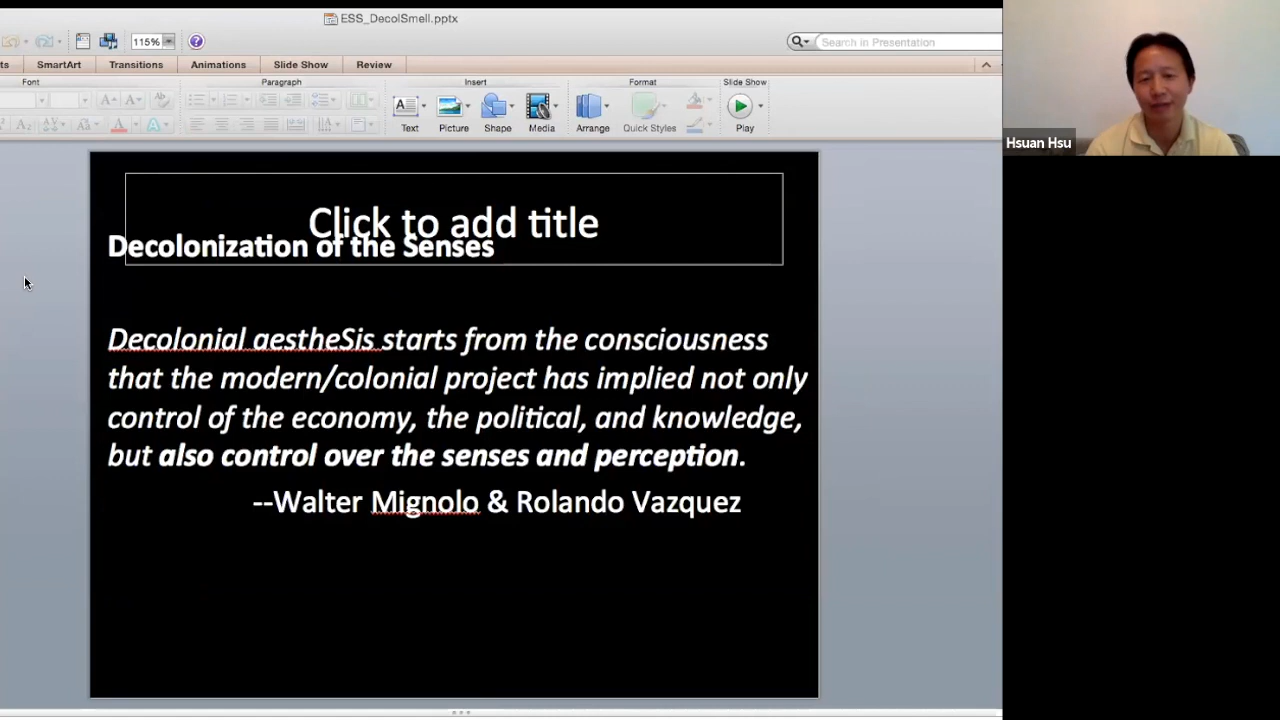 ESS_DecolSmell.pptx
115%
Search in Presentation
ts SmartArt Transitions Animations Slide Show Review
Font Paragraph Insert Format Slide Show
Text Picture Shape Media Arrange Quick Styles Play
Hsuan Hsu
Click to add title
Decolonization of the Senses
Decolonial aestheSis starts from the consciousness
that the modern/colonial project has implied not only
control of the economy, the political, and knowledge,
but also control over the senses and perception.
--Walter Mignolo & Rolando Vazquez